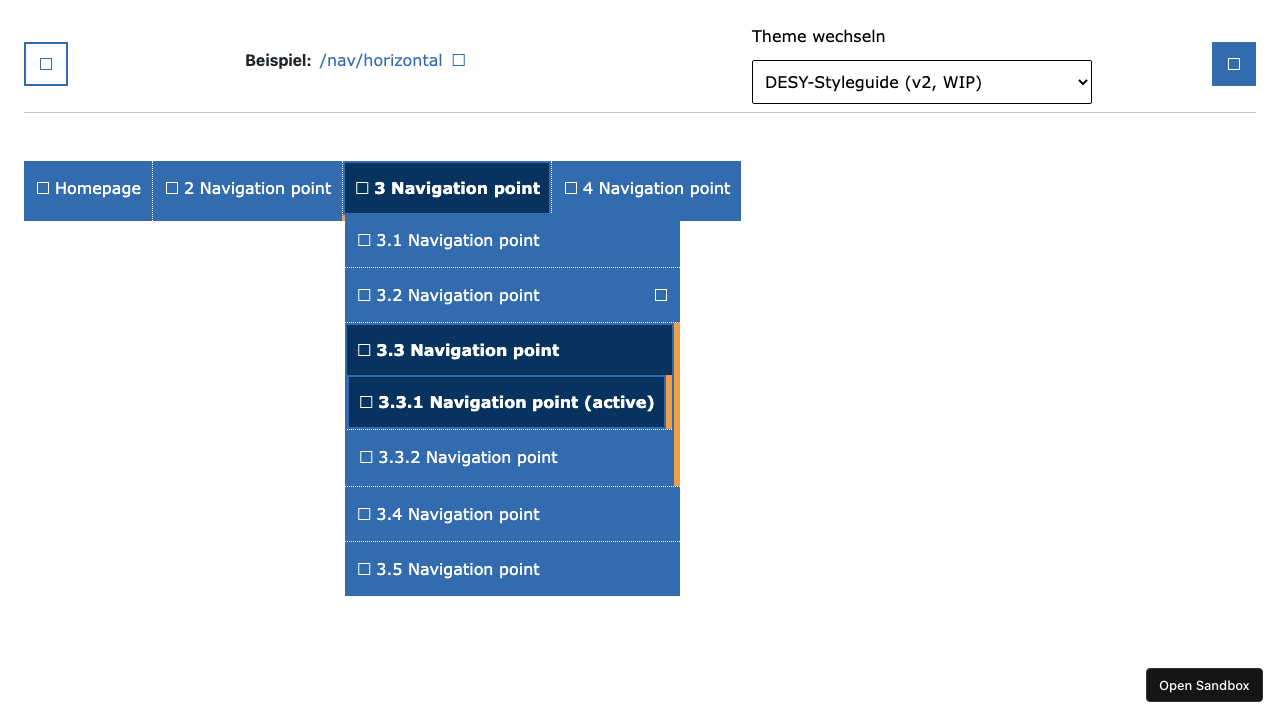 Theme wechseln
Beispiel: /nav/horizontal
DESY-Styleguide (v2, WIP)
Homepage 2 Navigation point 3 Navigation point 4 Navigation point
3.1 Navigation point
3.2 Navigation point
3.3 Navigation point
3.3.1 Navigation point (active)
3.3.2 Navigation point
3.4 Navigation point
3.5 Navigation point
Open Sandbox